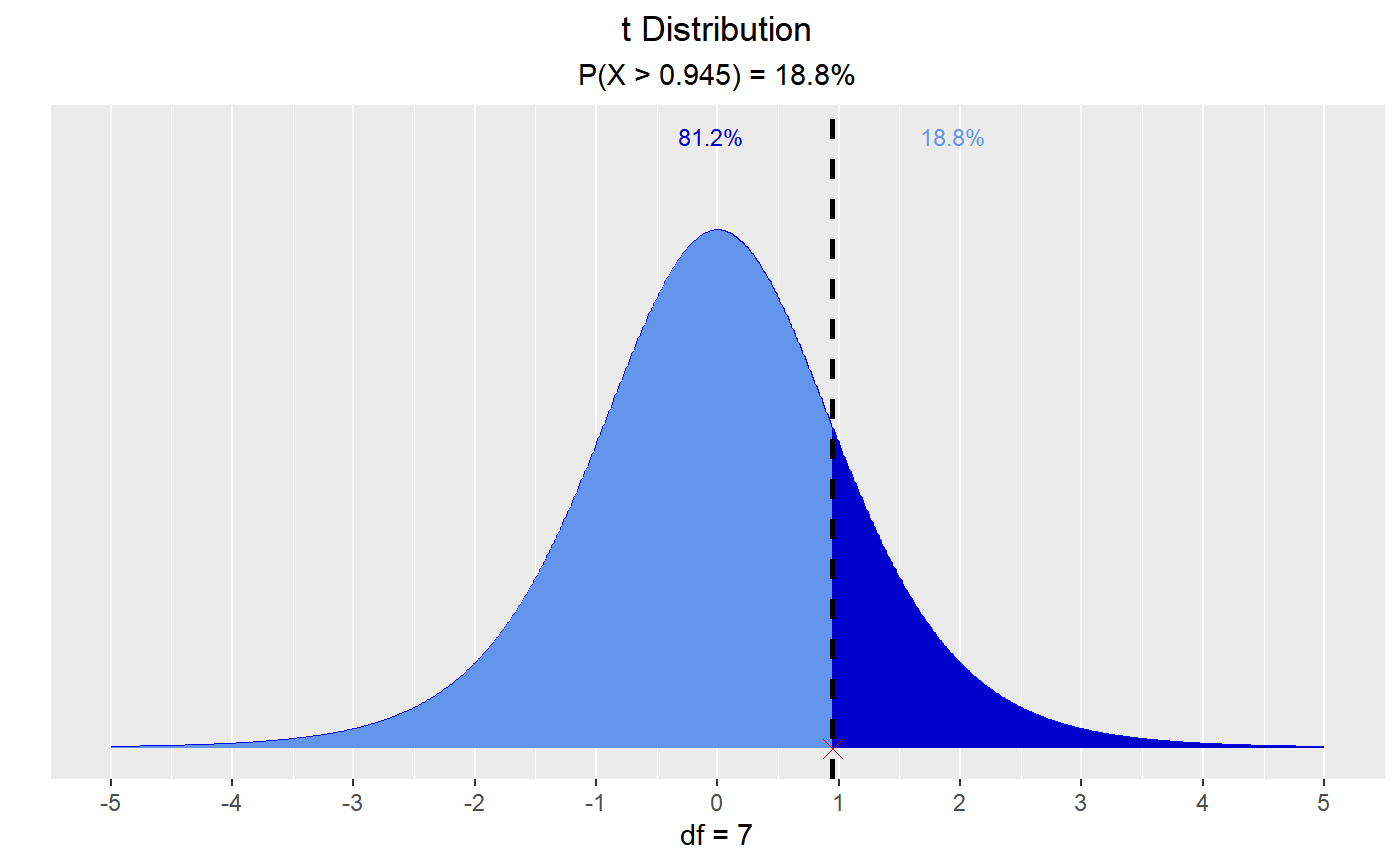 t Distribution
P(X > 0.945) = 18.8%
81.2% 18.8%
-5 -4 -3 -2 -1 0 1 2 3 4 5
df = 7